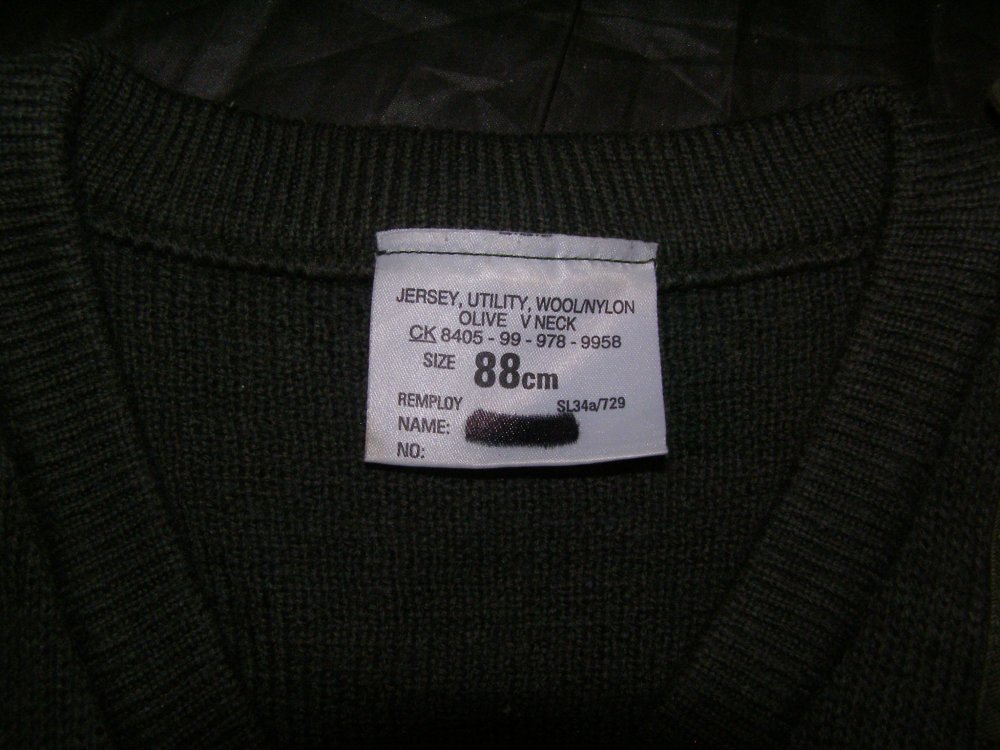 JERSEY, UTILITY, WOOL/NYLON
OLIVE V NECK
CK 8405 - 99 - 978 - 9958
SIZE 88cm
REMPLOY SL34a/729
NAME:
NO: